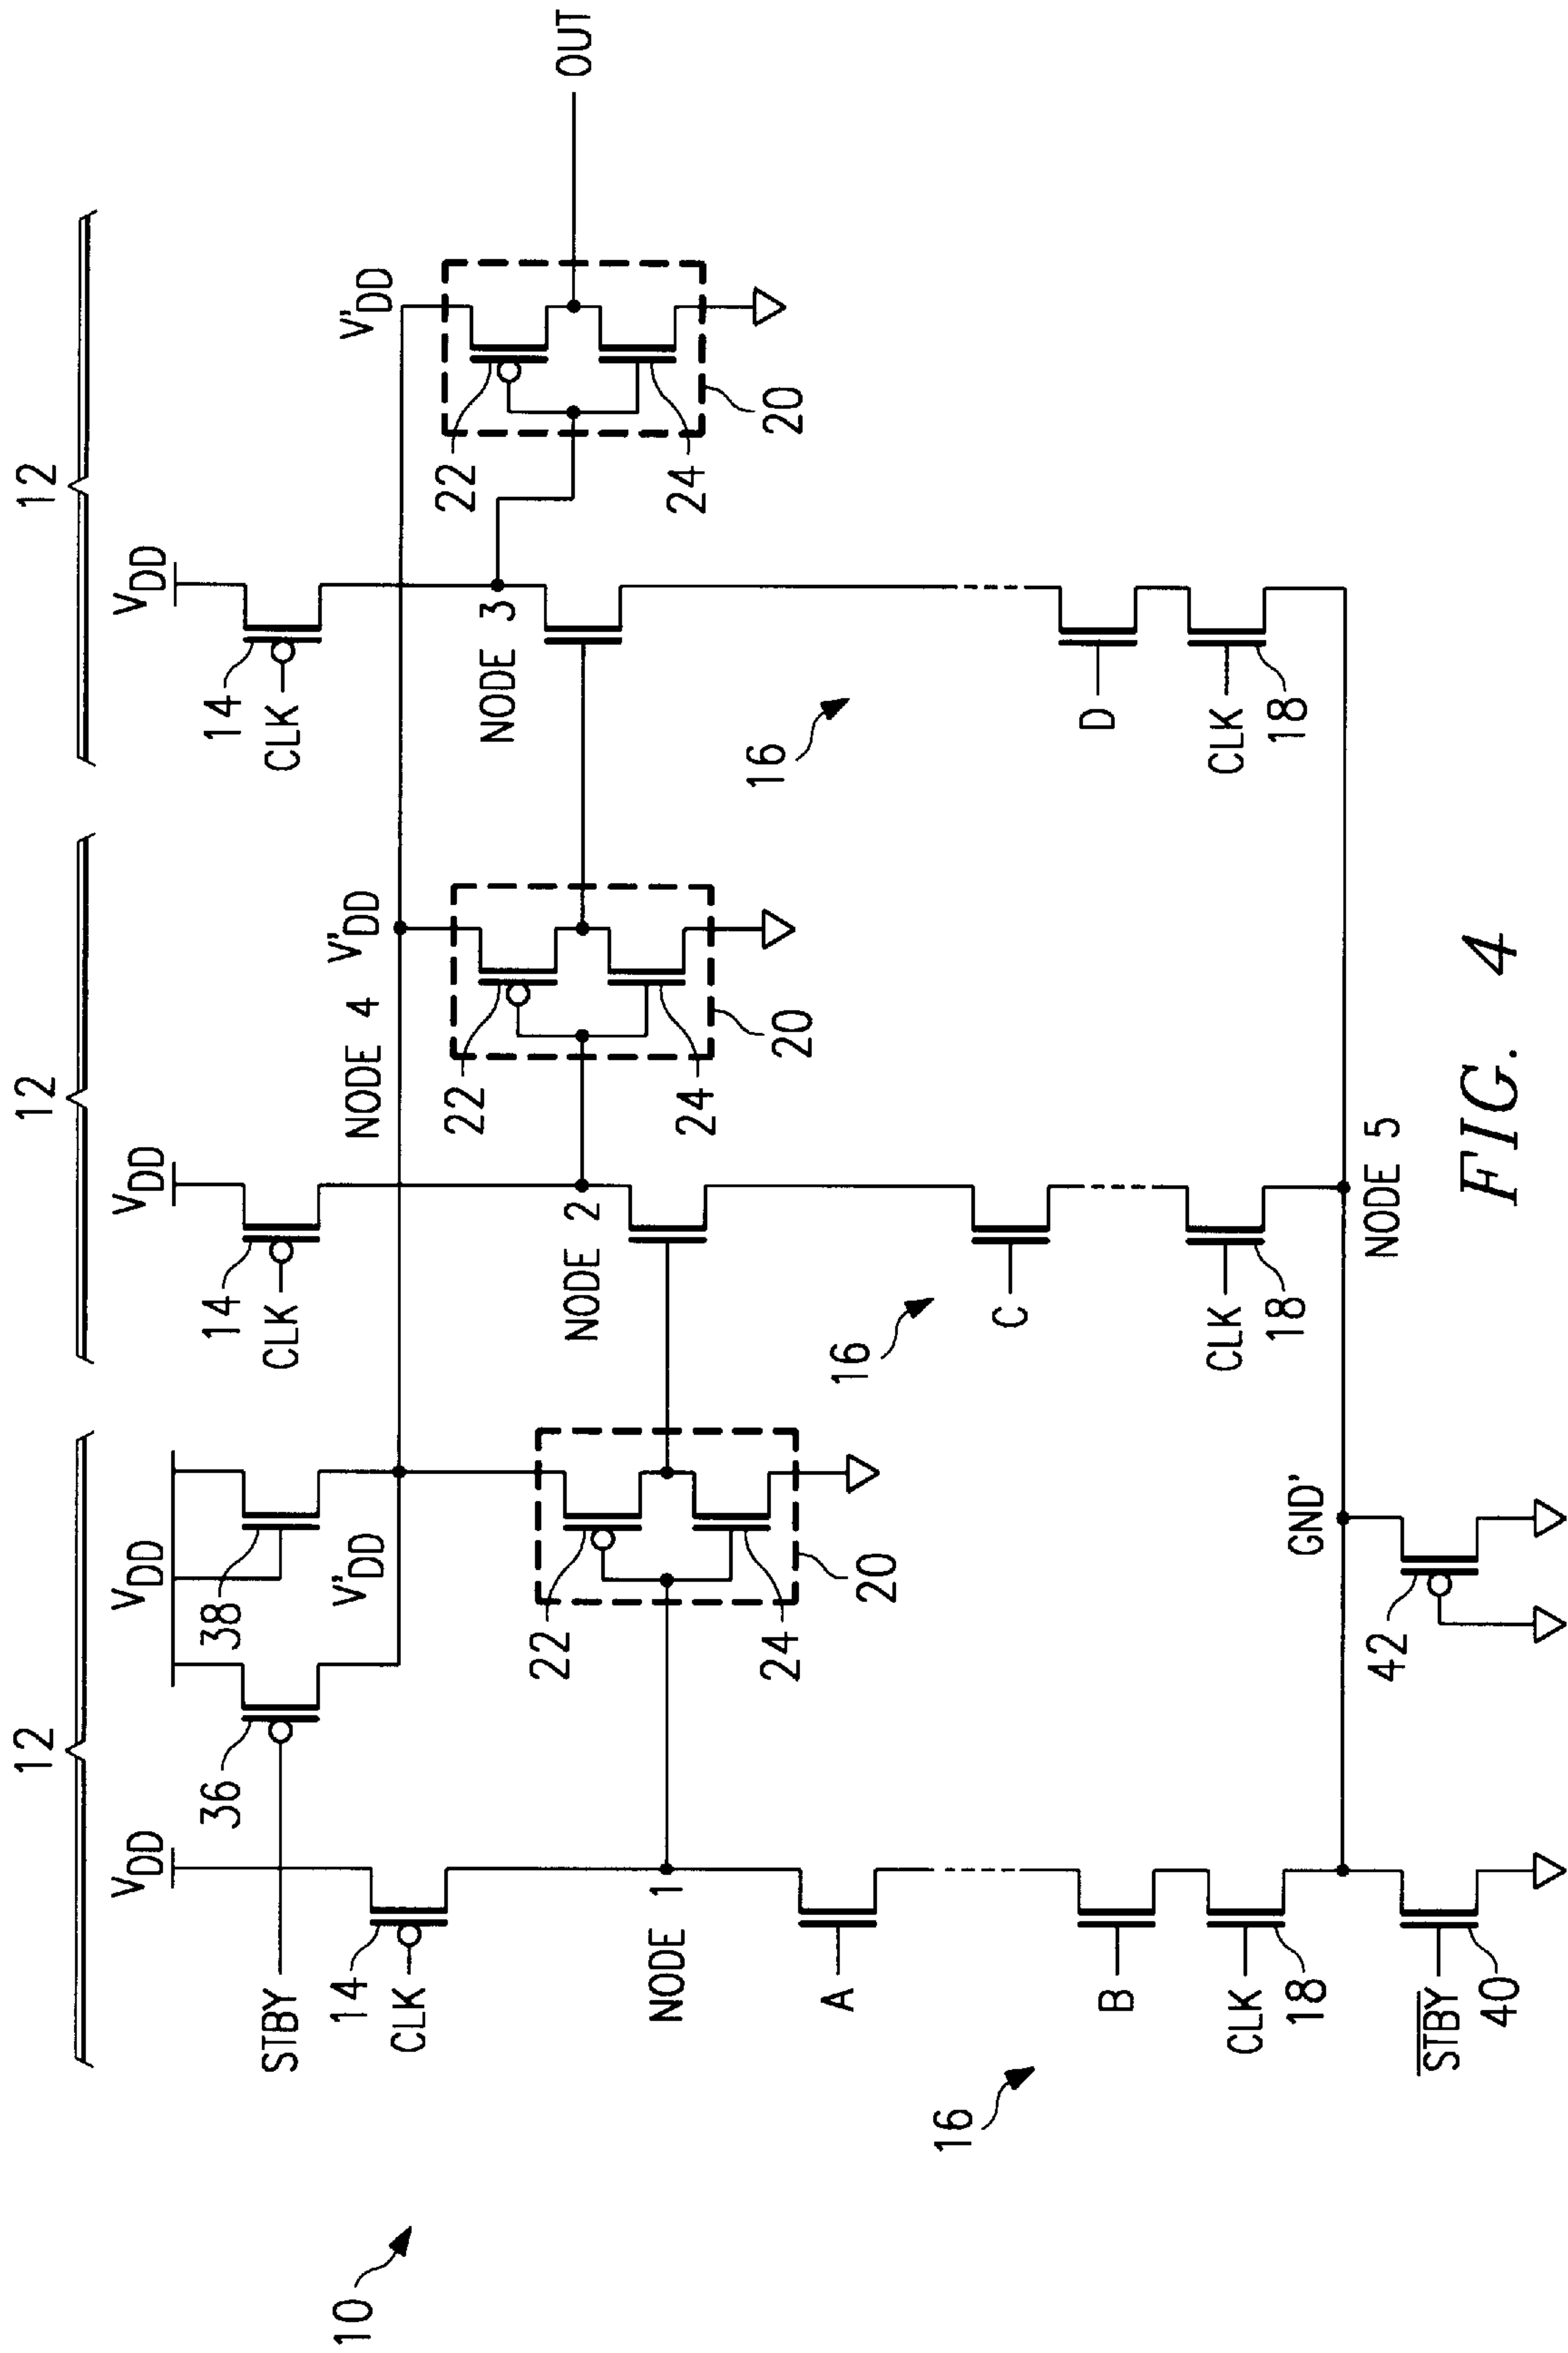 12
12
12
V_DD
V_DD
V_DD
V_DD
36
38
14
14
STBY
14
CLK
CLK
CLK
V'_DD
NODE 4
V'_DD
V'_DD
22
22
22
OUT
NODE 1
NODE 2
NODE 3
24
24
24
20
20
20
A
16
16
16
C
D
B
CLK
CLK
CLK
18
18
18
GND'
NODE 5
S̅T̅B̅Y̅
40
42
10
FIG. 4